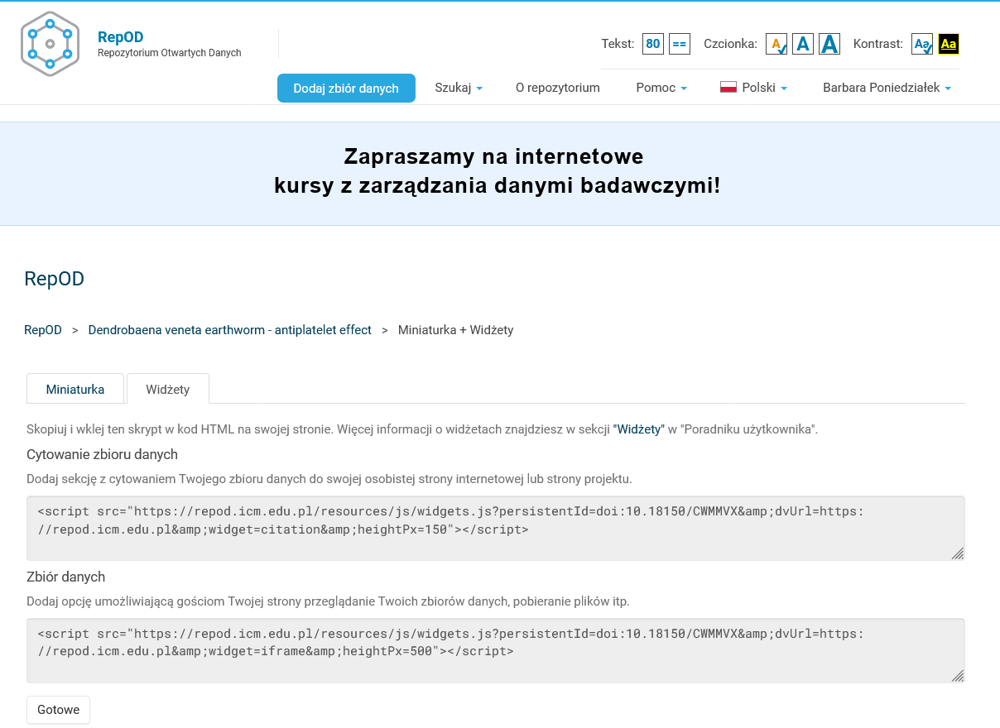 RepOD
Repozytorium Otwartych Danych
Tekst: 80 == Czcionka: A A A Kontrast: Aa Aa
Dodaj zbiór danych Szukaj O repozytorium Pomoc Polski Barbara Poniedziałek
Zapraszamy na internetowe
kursy z zarządzania danymi badawczymi!
RepOD
RepOD > Dendrobaena veneta earthworm - antiplatelet effect > Miniaturka + Widżety
Miniaturka Widżety
Skopiuj i wklej ten skrypt w kod HTML na swojej stronie. Więcej informacji o widżetach znajdziesz w sekcji "Widżety" w "Poradniku użytkownika".
Cytowanie zbioru danych
Dodaj sekcję z cytowaniem Twojego zbioru danych do swojej osobistej strony internetowej lub strony projektu.
<script src="https://repod.icm.edu.pl/resources/js/widgets.js?persistentId=doi:10.18150/CWMMVX&amp;dvUrl=https:
//repod.icm.edu.pl&amp;widget=citation&amp;heightPx=150"></script>
Zbiór danych
Dodaj opcję umożliwiającą gościom Twojej strony przeglądanie Twoich zbiorów danych, pobieranie plików itp.
<script src="https://repod.icm.edu.pl/resources/js/widgets.js?persistentId=doi:10.18150/CWMMVX&amp;dvUrl=https:
//repod.icm.edu.pl&amp;widget=iframe&amp;heightPx=500"></script>
Gotowe